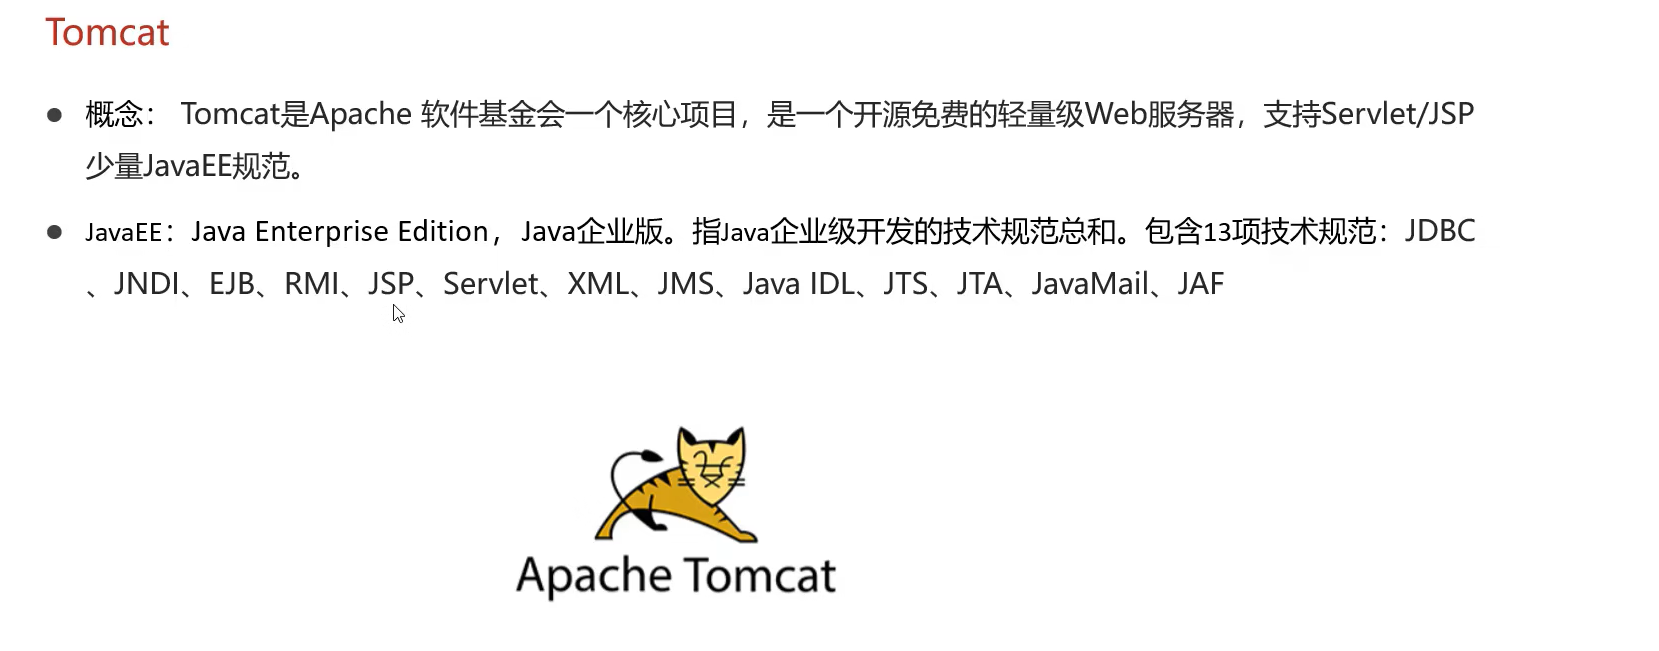 Tomcat
概念： Tomcat是Apache 软件基金会一个核心项目，是一个开源免费的轻量级Web服务器，支持Servlet/JSP
少量JavaEE规范。
JavaEE：Java Enterprise Edition，Java企业版。指Java企业级开发的技术规范总和。包含13项技术规范：JDBC
、JNDI、EJB、RMI、JSP、Servlet、XML、JMS、Java IDL、JTS、JTA、JavaMail、JAF
Apache Tomcat